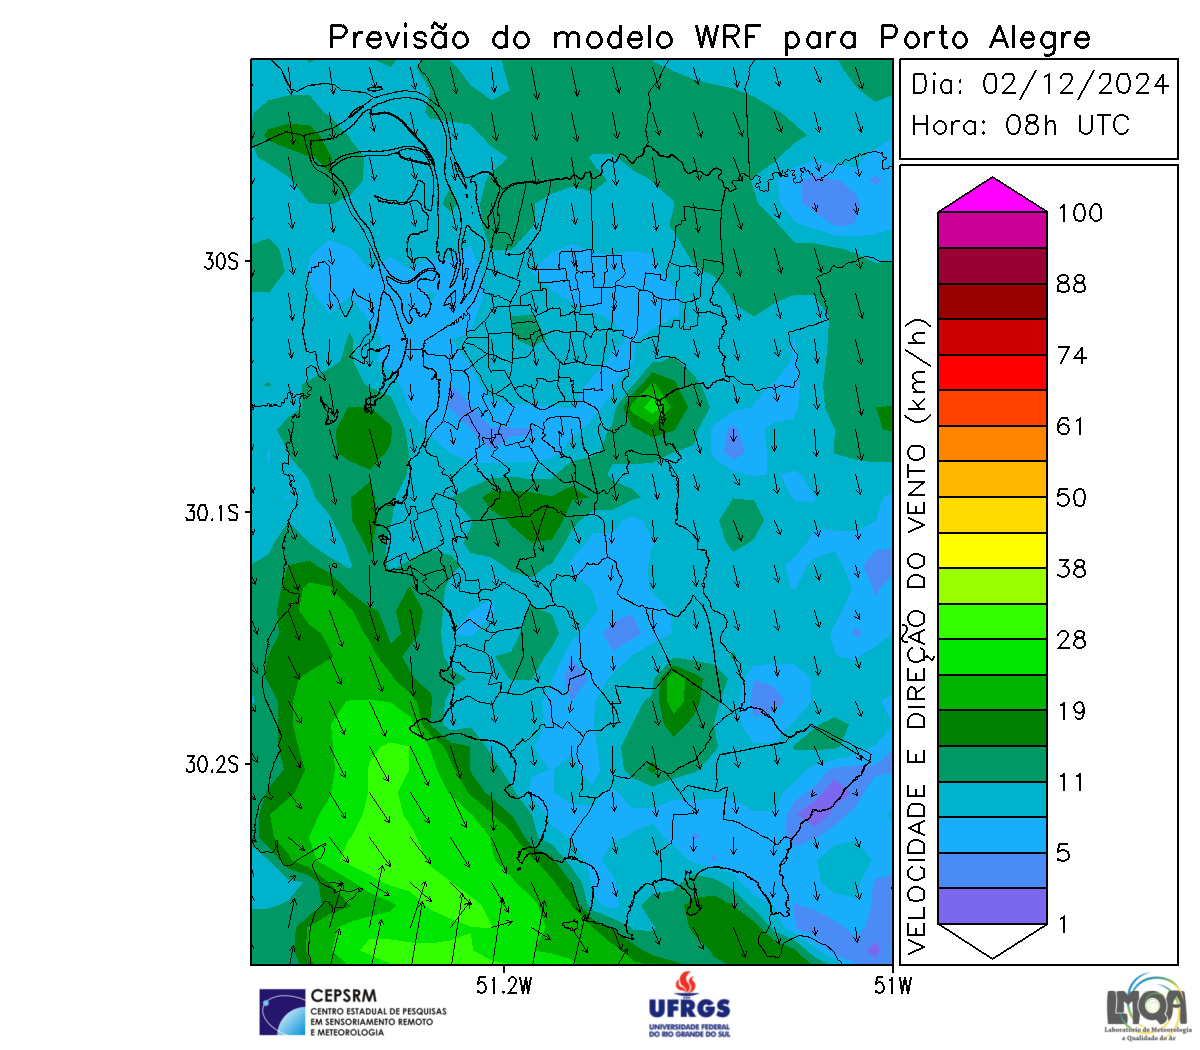 Previsão do modelo WRF para Porto Alegre
Dia: 02/12/2024
Hora: 08h UTC
100
88
74
61
50
38
28
19
11
5
1
VELOCIDADE E DIREÇÃO DO VENTO (km/h)
30S
30.1S
30.2S
51.2W
51W
CEPSRM
CENTRO ESTADUAL DE PESQUISAS
EM SENSORIAMENTO REMOTO
E METEOROLOGIA
UFRGS
UNIVERSIDADE FEDERAL
DO RIO GRANDE DO SUL
LMQA
Laboratório de Meteorologia
e Qualidade do Ar